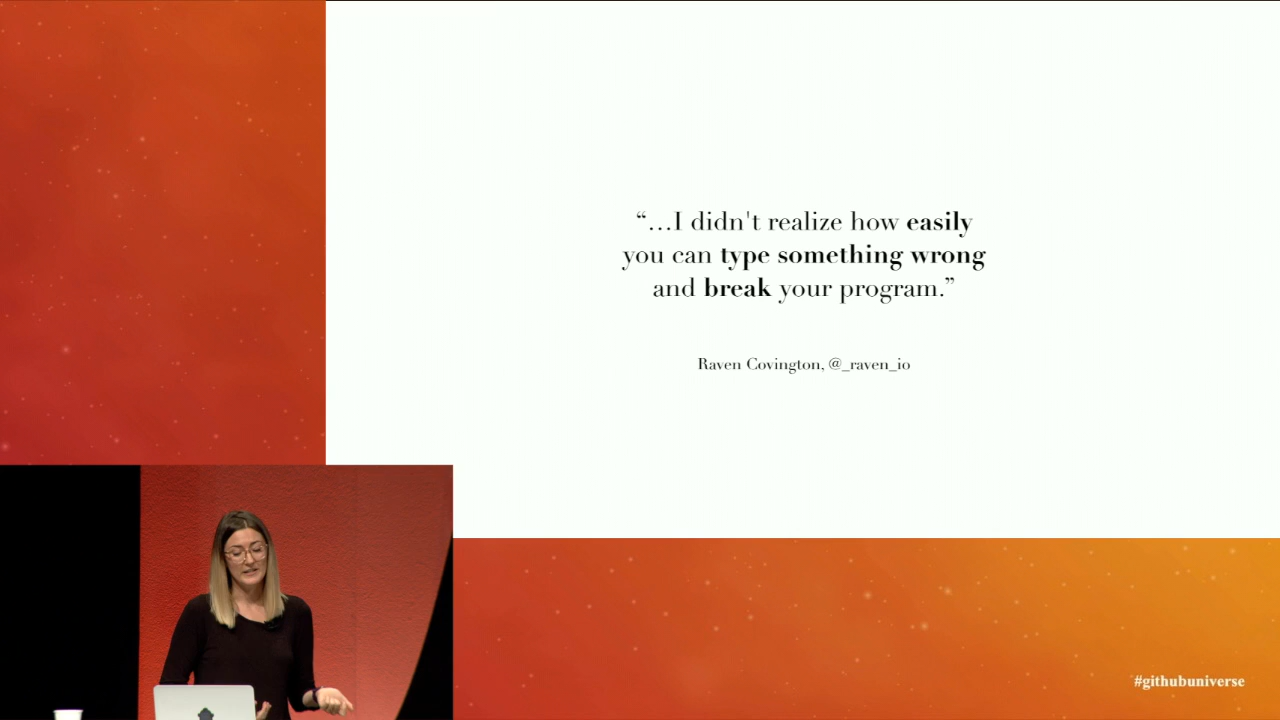 “…I didn't realize how easily
you can type something wrong
and break your program.”
Raven Covington, @_raven_io
#githubuniverse